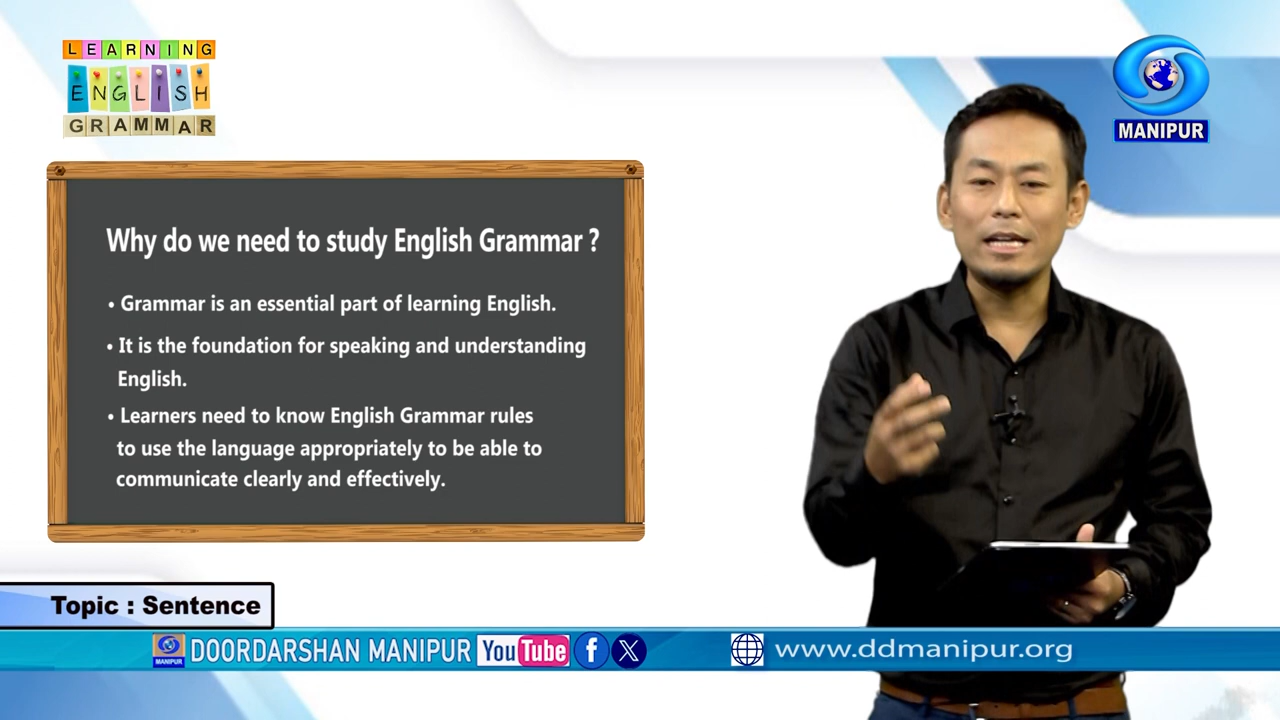 LEARNING
ENGLISH
GRAMMAR
MANIPUR
Why do we need to study English Grammar ?
• Grammar is an essential part of learning English.
• It is the foundation for speaking and understanding
English.
• Learners need to know English Grammar rules
to use the language appropriately to be able to
communicate clearly and effectively.
Topic : Sentence
MANIPUR DOORDARSHAN MANIPUR YouTube f X www.ddmanipur.org